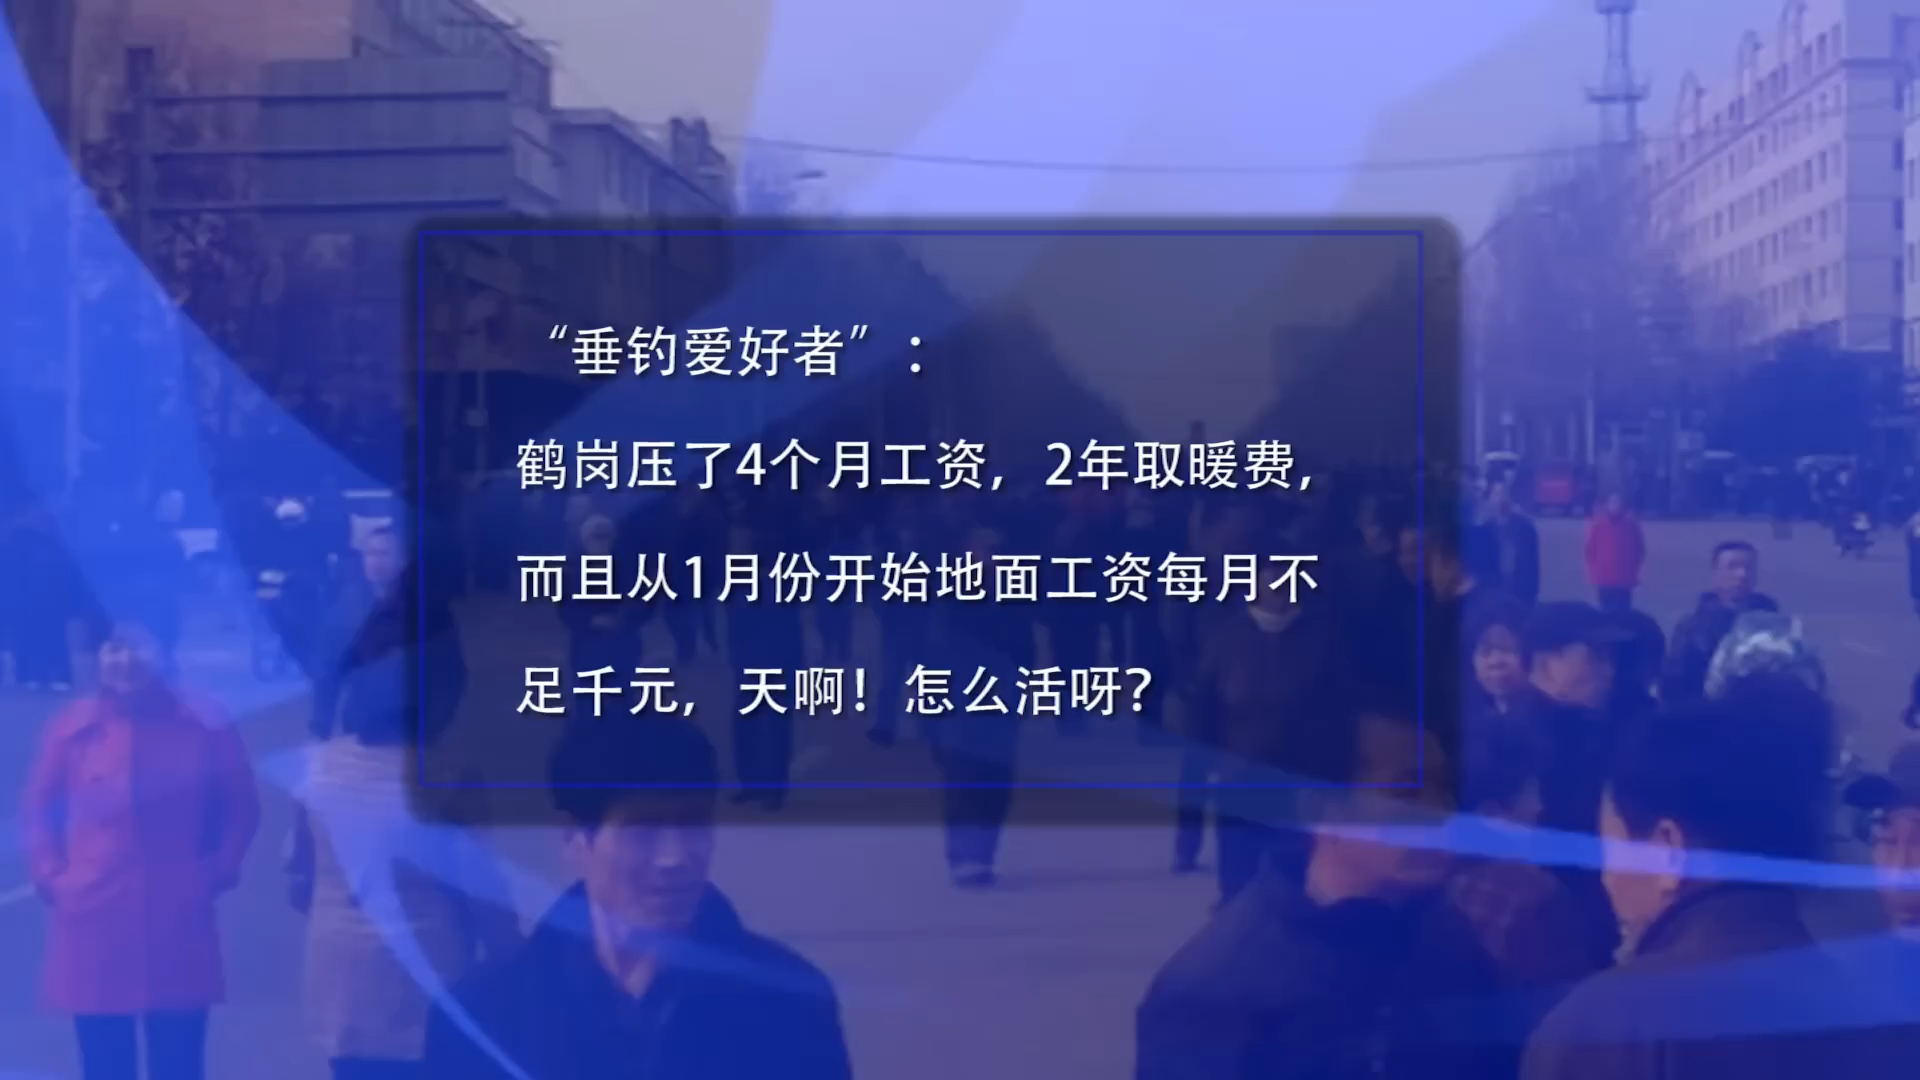 “垂钓爱好者”：
鹤岗压了4个月工资，2年取暖费，
而且从1月份开始地面工资每月不
足千元，天啊！怎么活呀？